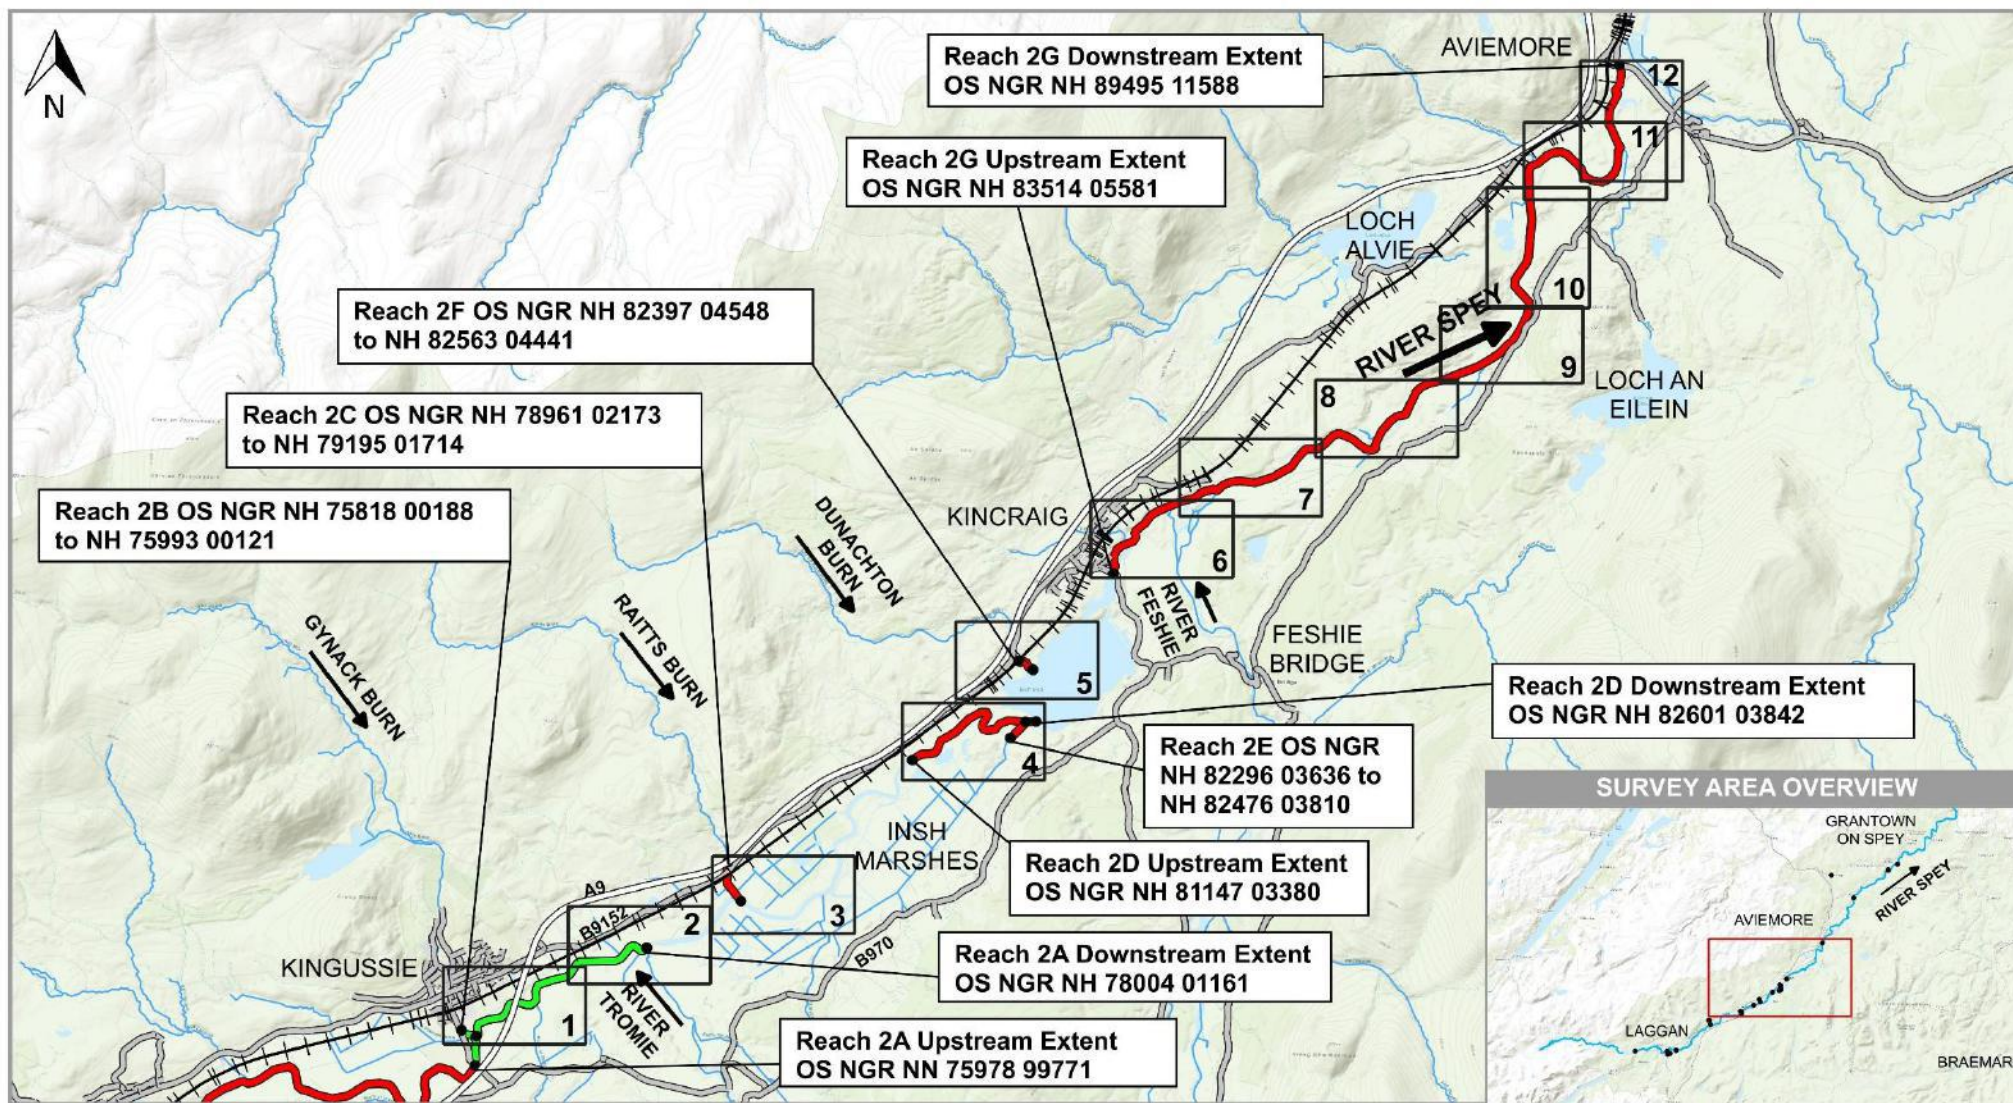 N
Reach 2G Downstream Extent
OS NGR NH 89495 11588
AVIEMORE
12
11
Reach 2G Upstream Extent
OS NGR NH 83514 05581
LOCH
ALVIE
10
Reach 2F OS NGR NH 82397 04548
to NH 82563 04441
RIVER SPEY
9
8
LOCH AN
EILEIN
Reach 2C OS NGR NH 78961 02173
to NH 79195 01714
7
Reach 2B OS NGR NH 75818 00188
to NH 75993 00121
DUNACHTON
BURN
KINCRAIG
6
RIVER
FESHIE
GYNACK BURN
RAITTS BURN
FESHIE
BRIDGE
5
Reach 2D Downstream Extent
OS NGR NH 82601 03842
4
Reach 2E OS NGR
NH 82296 03636 to
NH 82476 03810
INSH
MARSHES
Reach 2D Upstream Extent
OS NGR NH 81147 03380
A9
B9152
2
3
B970
KINGUSSIE
Reach 2A Downstream Extent
OS NGR NH 78004 01161
1
RIVER
TROMIE
Reach 2A Upstream Extent
OS NGR NN 75978 99771
SURVEY AREA OVERVIEW
GRANTOWN
ON SPEY
RIVER SPEY
AVIEMORE
LAGGAN
BRAEMAR